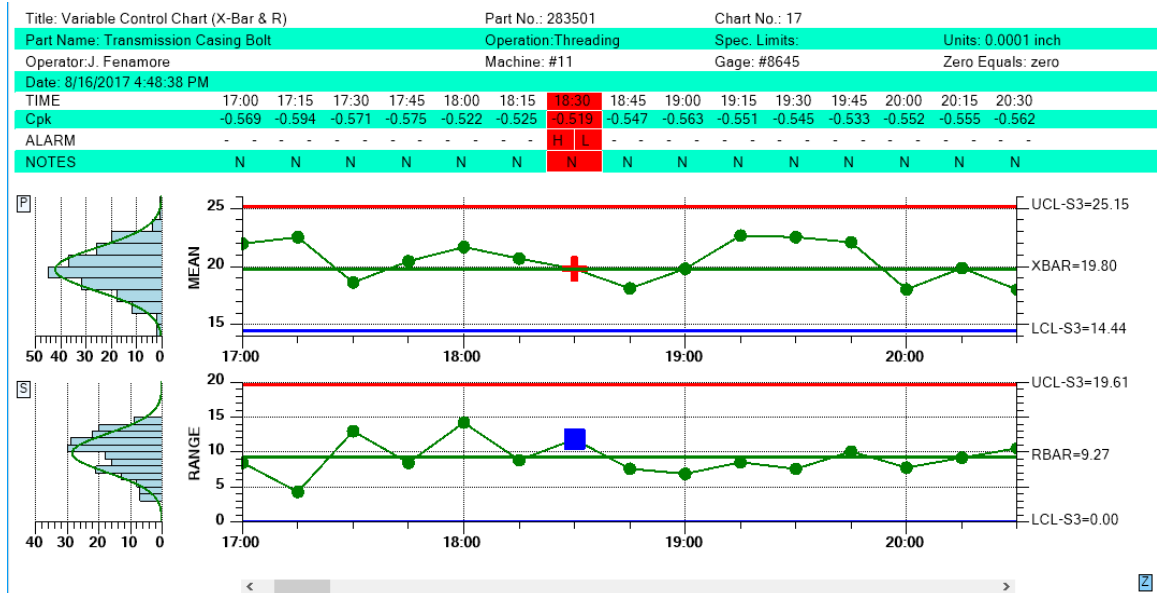 Title: Variable Control Chart (X-Bar & R) Part No.: 283501 Chart No.: 17
Part Name: Transmission Casing Bolt Operation:Threading Spec. Limits: Units: 0.0001 inch
Operator:J. Fenamore Machine: #11 Gage: #8645 Zero Equals: zero
Date: 8/16/2017 4:48:38 PM
TIME 17:00 17:15 17:30 17:45 18:00 18:15 18:30 18:45 19:00 19:15 19:30 19:45 20:00 20:15 20:30
Cpk -0.569 -0.594 -0.571 -0.575 -0.522 -0.525 -0.519 -0.547 -0.563 -0.551 -0.545 -0.533 -0.552 -0.555 -0.562
ALARM - - - - - - - - - - - - H L - - - - - - - - - - - - - - - -
NOTES N N N N N N N N N N N N N N N
P
25
20
15
MEAN
UCL-S3=25.15
XBAR=19.80
LCL-S3=14.44
50 40 30 20 10 0
17:00 18:00 19:00 20:00
S
20
15
10
5
0
RANGE
UCL-S3=19.61
RBAR=9.27
LCL-S3=0.00
40 30 20 10 0
17:00 18:00 19:00 20:00
< >
Z